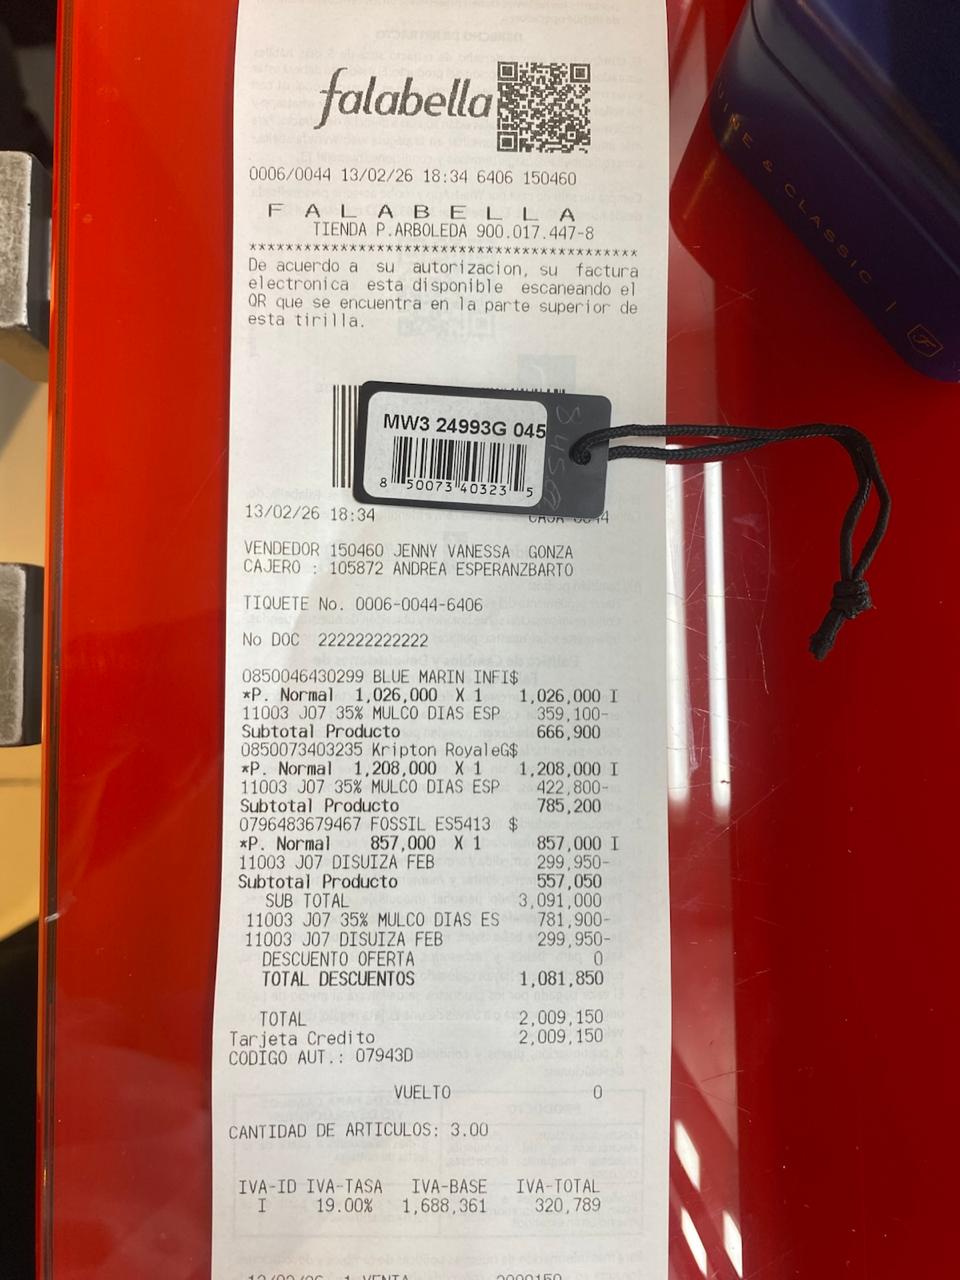 falabella
0006/0044 13/02/26 18:34 6406 150460
F A L A B E L L A
TIENDA P.ARBOLEDA 900.017.447-8
******************************************
De acuerdo a su autorizacion, su factura
electronica esta disponible escaneando el
QR que se encuentra en la parte superior de
esta tirilla.
MW3 24993G 045
8 50073 40323 5
13/02/26 18:34
VENDEDOR 150460 JENNY VANESSA GONZA
CAJERO : 105872 ANDREA ESPERANZBARTO
TIQUETE No. 0006-0044-6406
No DOC 222222222222
0850046430299 BLUE MARIN INFI$
*P. Normal 1,026,000 X 1 1,026,000 I
11003 J07 35% MULCO DIAS ESP 359,100-
Subtotal Producto 666,900
0850073403235 Kripton RoyaleG$
*P. Normal 1,208,000 X 1 1,208,000 I
11003 J07 35% MULCO DIAS ESP 422,800-
Subtotal Producto 785,200
0796483679467 FOSSIL ES5413 $
*P. Normal 857,000 X 1 857,000 I
11003 J07 DISUIZA FEB 299,950-
Subtotal Producto 557,050
SUB TOTAL 3,091,000
11003 J07 35% MULCO DIAS ES 781,900-
11003 J07 DISUIZA FEB 299,950-
DESCUENTO OFERTA 0
TOTAL DESCUENTOS 1,081,850
TOTAL 2,009,150
Tarjeta Credito 2,009,150
CODIGO AUT.: 07943D
VUELTO 0
CANTIDAD DE ARTICULOS: 3.00
IVA-ID IVA-TASA IVA-BASE IVA-TOTAL
I 19.00% 1,688,361 320,789
& CLASSIC